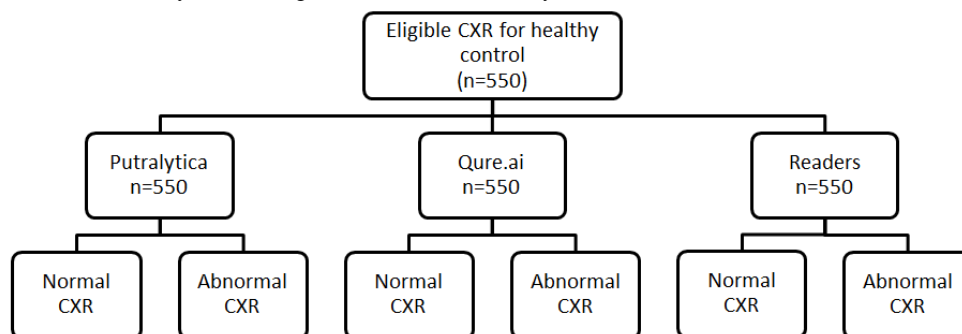 Eligible CXR for healthy
control
(n=550)
Putralytica
n=550
Qure.ai
n=550
Readers
n=550
Normal
CXR
Abnormal
CXR
Normal
CXR
Abnormal
CXR
Normal
CXR
Abnormal
CXR